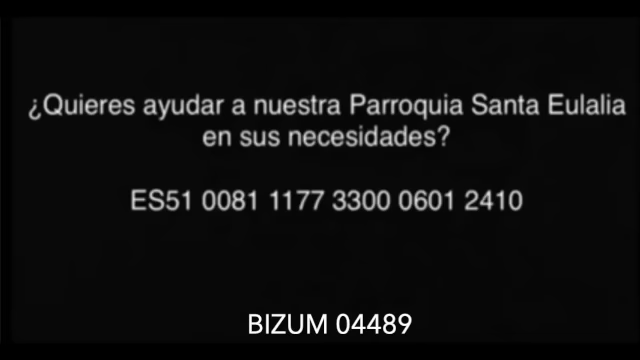 ¿Quieres ayudar a nuestra Parroquia Santa Eulalia
en sus necesidades?
ES51 0081 1177 3300 0601 2410
BIZUM 04489